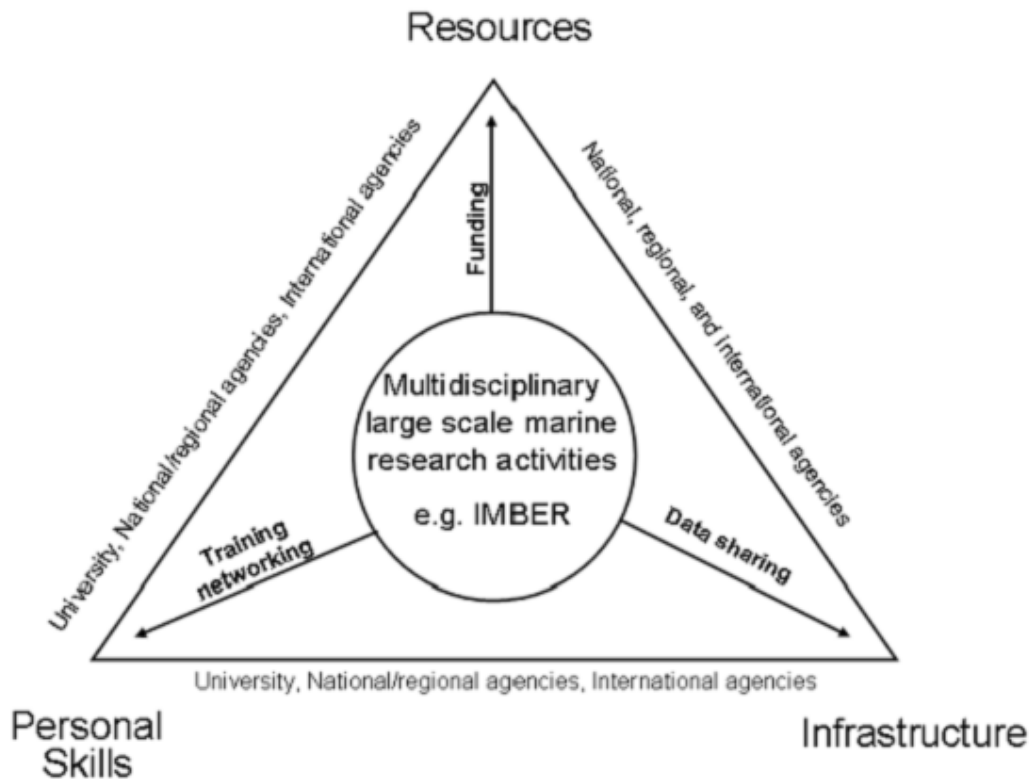 Resources
University, National/regional agencies, International agencies
National, regional, and international agencies
Funding
Multidisciplinary
large scale marine
research activities
e.g. IMBER
Training
networking
Data sharing
University, National/regional agencies, International agencies
Personal
Skills
Infrastructure